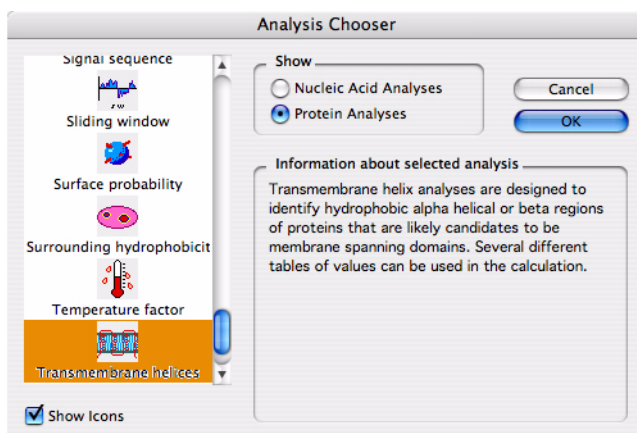 Analysis Chooser
Signal sequence
Sliding window
Surface probability
Surrounding hydrophobicit
Temperature factor
Transmembrane helices
Show Icons
Show
Nucleic Acid Analyses
Protein Analyses
Cancel
OK
Information about selected analysis
Transmembrane helix analyses are designed to
identify hydrophobic alpha helical or beta regions
of proteins that are likely candidates to be
membrane spanning domains. Several different
tables of values can be used in the calculation.